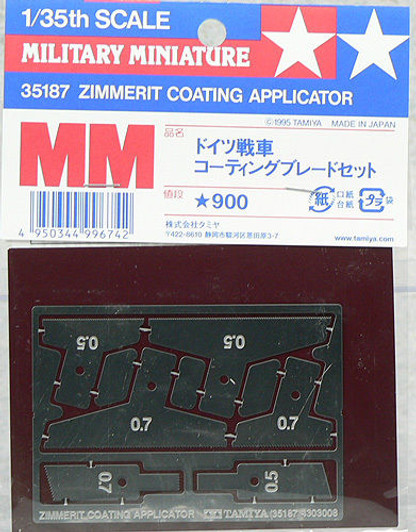 1/35th SCALE
MILITARY MINIATURE
35187 ZIMMERIT COATING APPLICATOR
©1995 TAMIYA MADE IN JAPAN
MM
品名
ドイツ戦車
コーティングブレードセット
値段
★900
紙
口紙
台紙
プラ
袋
4 950344 996742
株式会社タミヤ
〒422-8610 静岡市駿河区恩田原3-7
www.tamiya.com
0.5
0.5
0.7
0.7
0.7
0.5
ZIMMERIT COATING APPLICATOR TAMIYA (35187) 4303008